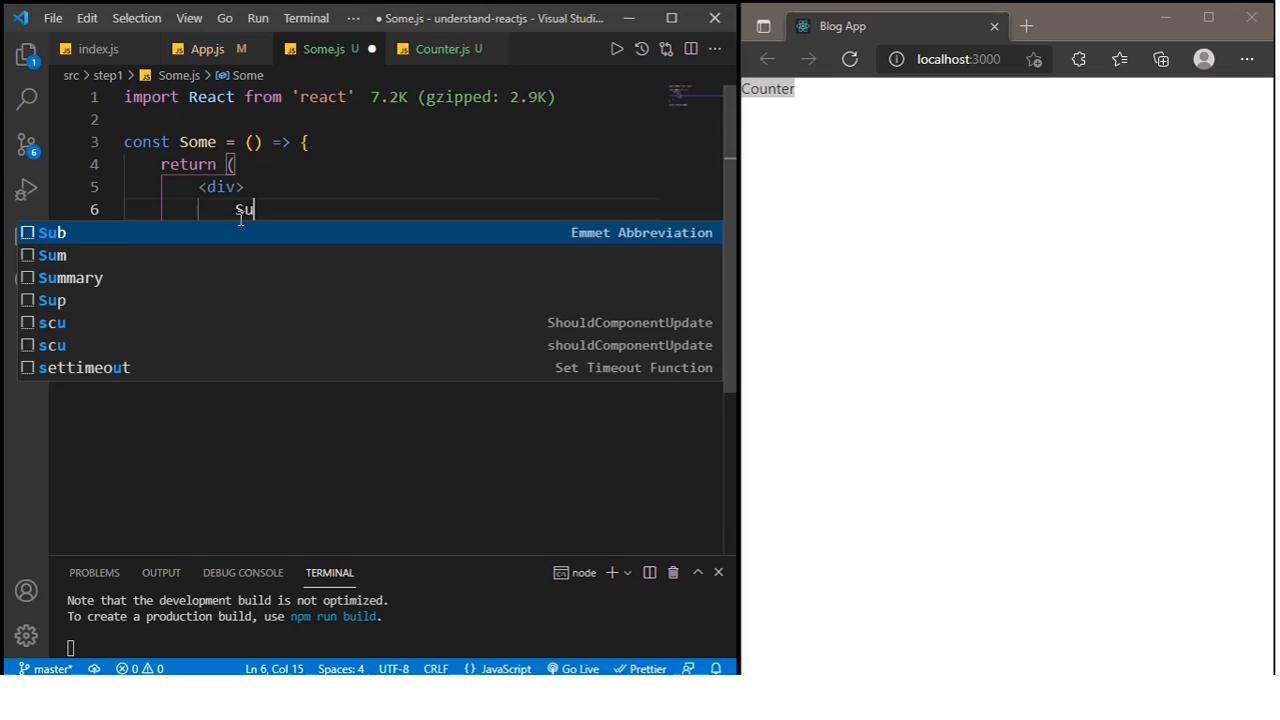 File Edit Selection View Go Run Terminal ··· ● Some.js - understand-reactjs - Visual Studi...
index.js App.js M Some.js U ● Counter.js U
src > step1 > Some.js > Some
1 import React from 'react' 7.2K (gzipped: 2.9K)
2
3 const Some = () => {
4 return (
5 <div>
6 Su
Sub Emmet Abbreviation
Sum
Summary
Sup
scu ShouldComponentUpdate
scu shouldComponentUpdate
settimeout Set Timeout Function
PROBLEMS OUTPUT DEBUG CONSOLE TERMINAL node
Note that the development build is not optimized.
To create a production build, use npm run build.
master* 0 0 Ln 6, Col 15 Spaces: 4 UTF-8 CRLF {} JavaScript Go Live Prettier
1
6
Blog App
localhost:3000
Counter